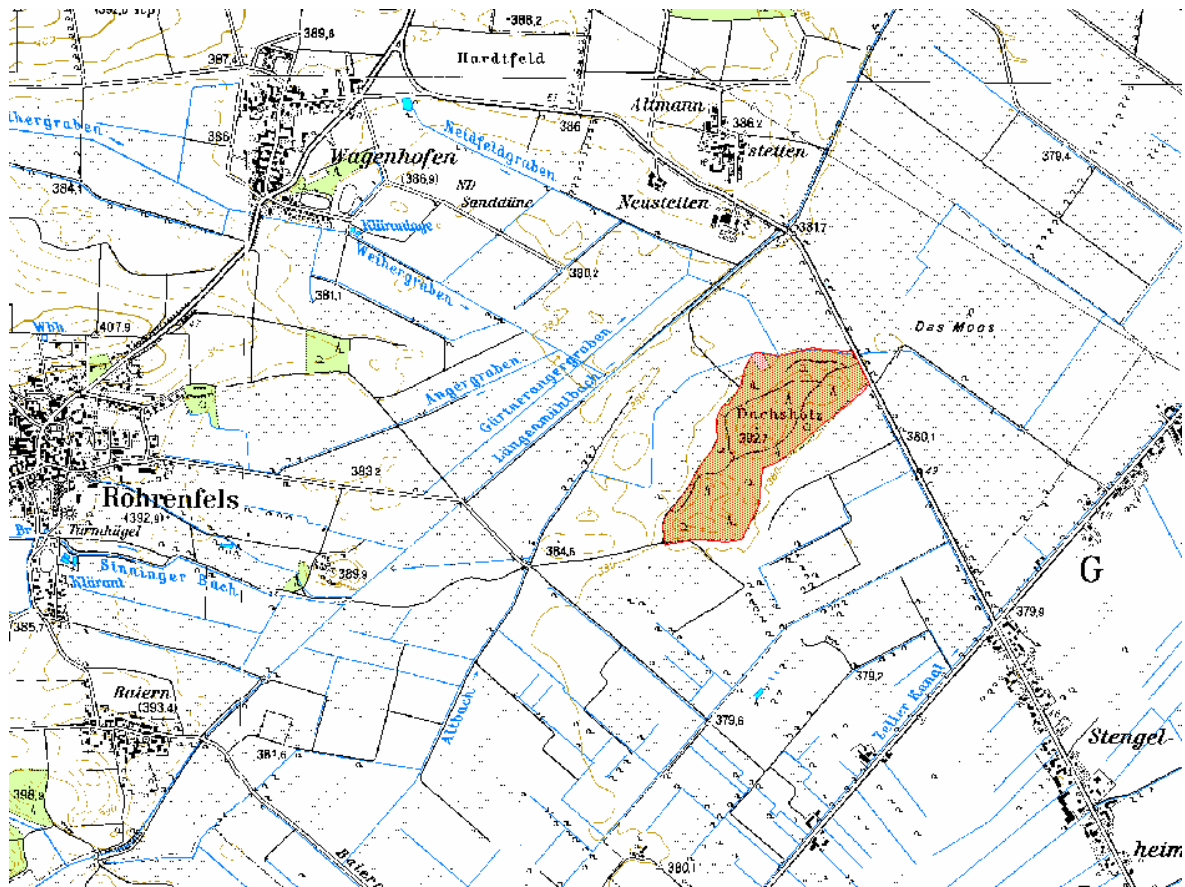 388,2
389,6
Hardtfeld
387,4
Altmann
386
386,2
386
stetten
379,4
Neldfeldgraben
Wagenhofen
(386,9)
384,1
ND
Sanddüne
Neustetten
Kläranlage
381,7
Weihergraben
380,2
381,1
Das Moos
Wbh.
407,9
Angergraben
Gärtnerangergraben
Längenmühlbach
Dachsholz
392,7
380,1
383,2
Rohrenfels
(392,9)
Turmhügel
Br.
384,6
Sinninger Bach
Kläranl.
389,9
G
379,9
385,7
Baiern
(393,4)
379,2
Altbach
Zeller Kanal
379,6
Stengel-
381,6
398,9
heim
380,1